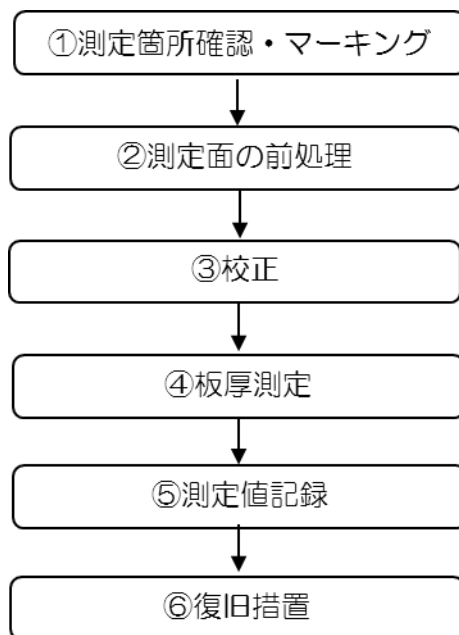 ①測定箇所確認・マーキング
②測定面の前処理
③校正
④板厚測定
⑤測定値記録
⑥復旧措置